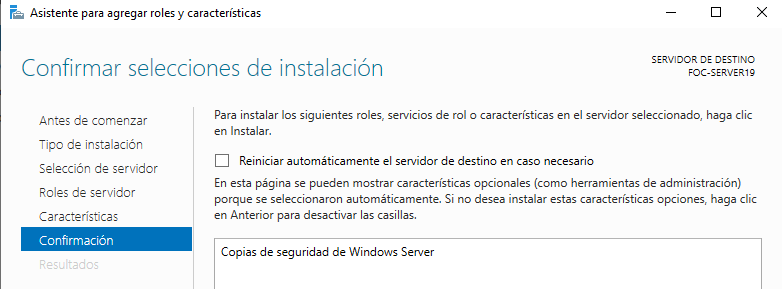 Asistente para agregar roles y características
Confirmar selecciones de instalación
SERVIDOR DE DESTINO
FOC-SERVER19
Antes de comenzar
Tipo de instalación
Selección de servidor
Roles de servidor
Características
Confirmación
Resultados
Para instalar los siguientes roles, servicios de rol o características en el servidor seleccionado, haga clic
en Instalar.
Reiniciar automáticamente el servidor de destino en caso necesario
En esta página se pueden mostrar características opcionales (como herramientas de administración)
porque se seleccionaron automáticamente. Si no desea instalar estas características opciones, haga clic
en Anterior para desactivar las casillas.
Copias de seguridad de Windows Server